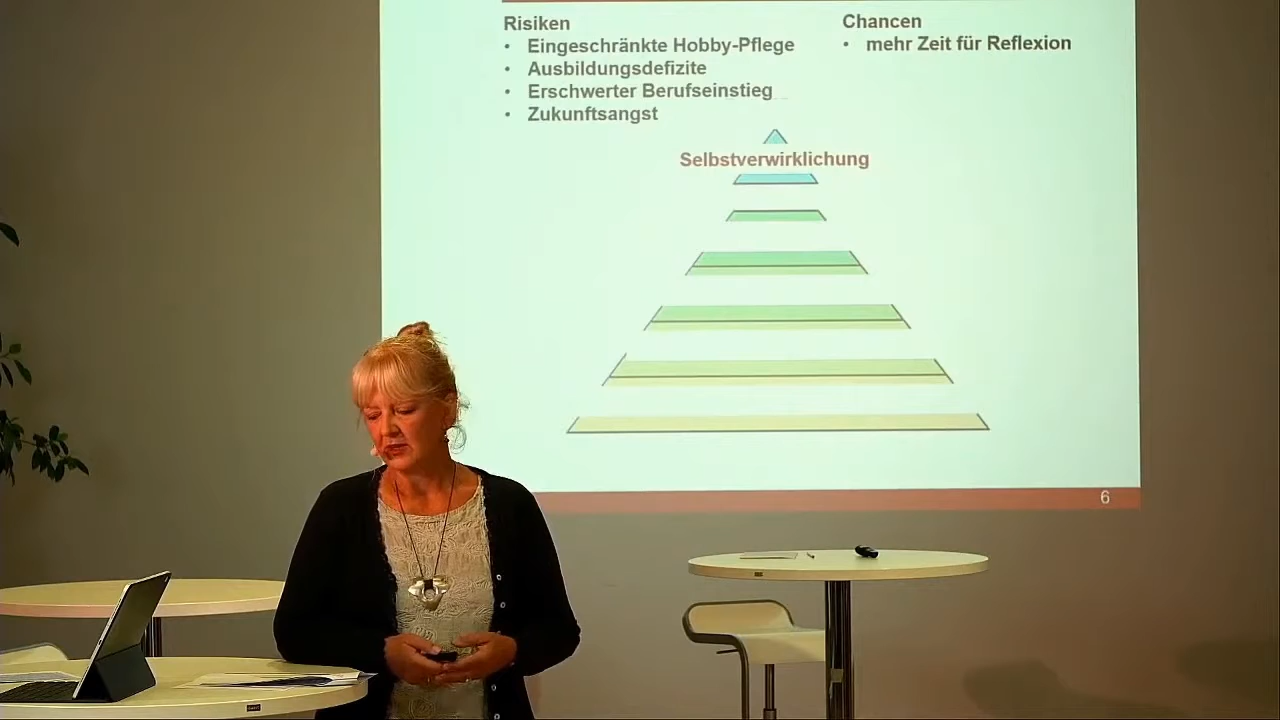 Risiken
• Eingeschränkte Hobby-Pflege
• Ausbildungsdefizite
• Erschwerter Berufseinstieg
• Zukunftsangst
Chancen
• mehr Zeit für Reflexion
Selbstverwirklichung
6